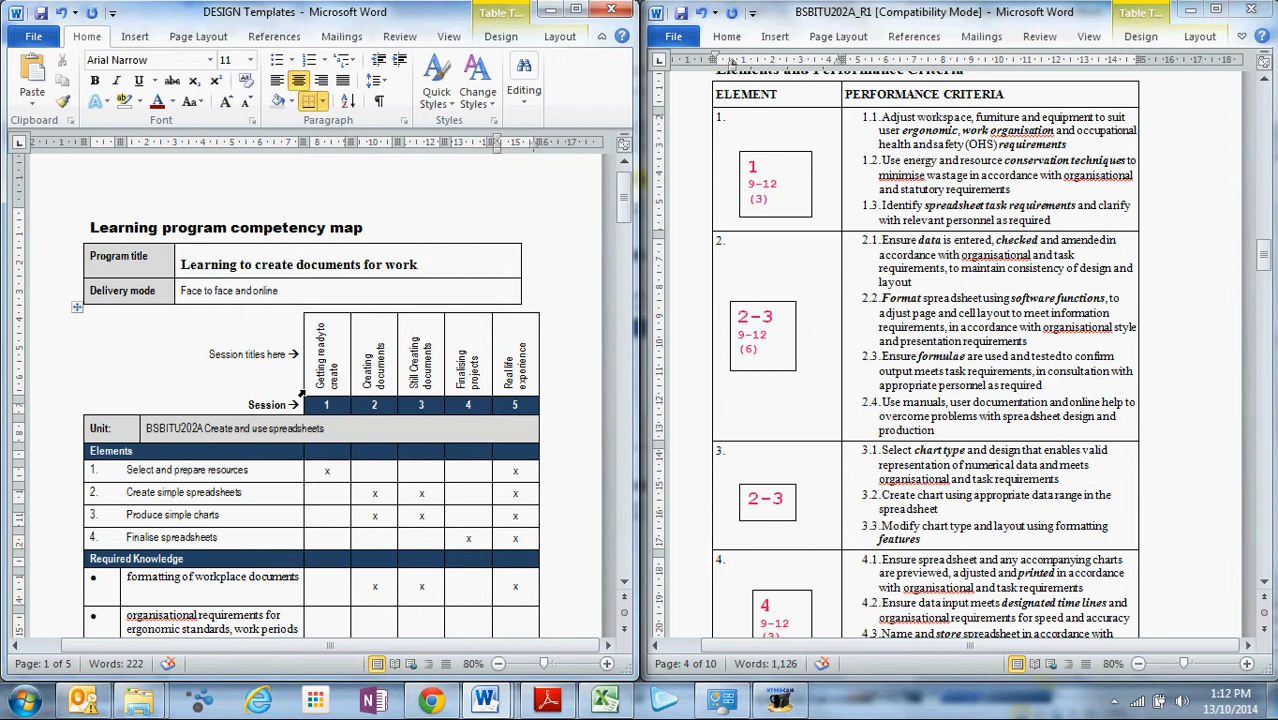 DESIGN Templates - Microsoft Word
Table T...
File
Home
Insert
Page Layout
References
Mailings
Review
View
Design
Layout
Arial Narrow
11
Paste
Quick
Styles
Change
Styles
Editing
Clipboard
Font
Paragraph
Styles
Learning program competency map
Program title
Learning to create documents for work
Delivery mode
Face to face and online
Session titles here →
Getting ready to
create
Creating
documents
Still Creating
documents
Finalising
projects
Real life
experience
Session →
1
2
3
4
5
Unit:
BSBITU202A Create and use spreadsheets
Elements
1. Select and prepare resources x x
2. Create simple spreadsheets x x x
3. Produce simple charts x x x
4. Finalise spreadsheets x x
Required Knowledge
• formatting of workplace documents x x x
• organisational requirements for
ergonomic standards, work periods
Page: 1 of 5
Words: 222
80%
BSBITU202A_R1 [Compatibility Mode] - Microsoft Word
Table T...
File
Home
Insert
Page Layout
References
Mailings
Review
View
Design
Layout
Elements and Performance Criteria
ELEMENT
PERFORMANCE CRITERIA
1.
1
9-12
(3)
1.1.Adjust workspace, furniture and equipment to suit
user ergonomic, work organisation and occupational
health and safety (OHS) requirements
1.2.Use energy and resource conservation techniques to
minimise wastage in accordance with organisational
and statutory requirements
1.3.Identify spreadsheet task requirements and clarify
with relevant personnel as required
2.
2-3
9-12
(6)
2.1.Ensure data is entered, checked and amended in
accordance with organisational and task
requirements, to maintain consistency of design and
layout
2.2.Format spreadsheet using software functions, to
adjust page and cell layout to meet information
requirements, in accordance with organisational style
and presentation requirements
2.3.Ensure formulae are used and tested to confirm
output meets task requirements, in consultation with
appropriate personnel as required
2.4.Use manuals, user documentation and online help to
overcome problems with spreadsheet design and
production
3.
2-3
3.1.Select chart type and design that enables valid
representation of numerical data and meets
organisational and task requirements
3.2.Create chart using appropriate data range in the
spreadsheet
3.3.Modify chart type and layout using formatting
features
4.
4
9-12
(3)
4.1.Ensure spreadsheet and any accompanying charts
are previewed, adjusted and printed in accordance
with organisational and task requirements
4.2.Ensure data input meets designated time lines and
organisational requirements for speed and accuracy
4.3.Name and store spreadsheet in accordance with
Page: 4 of 10
Words: 1,126
80%
HYPERCAM
1:12 PM
13/10/2014